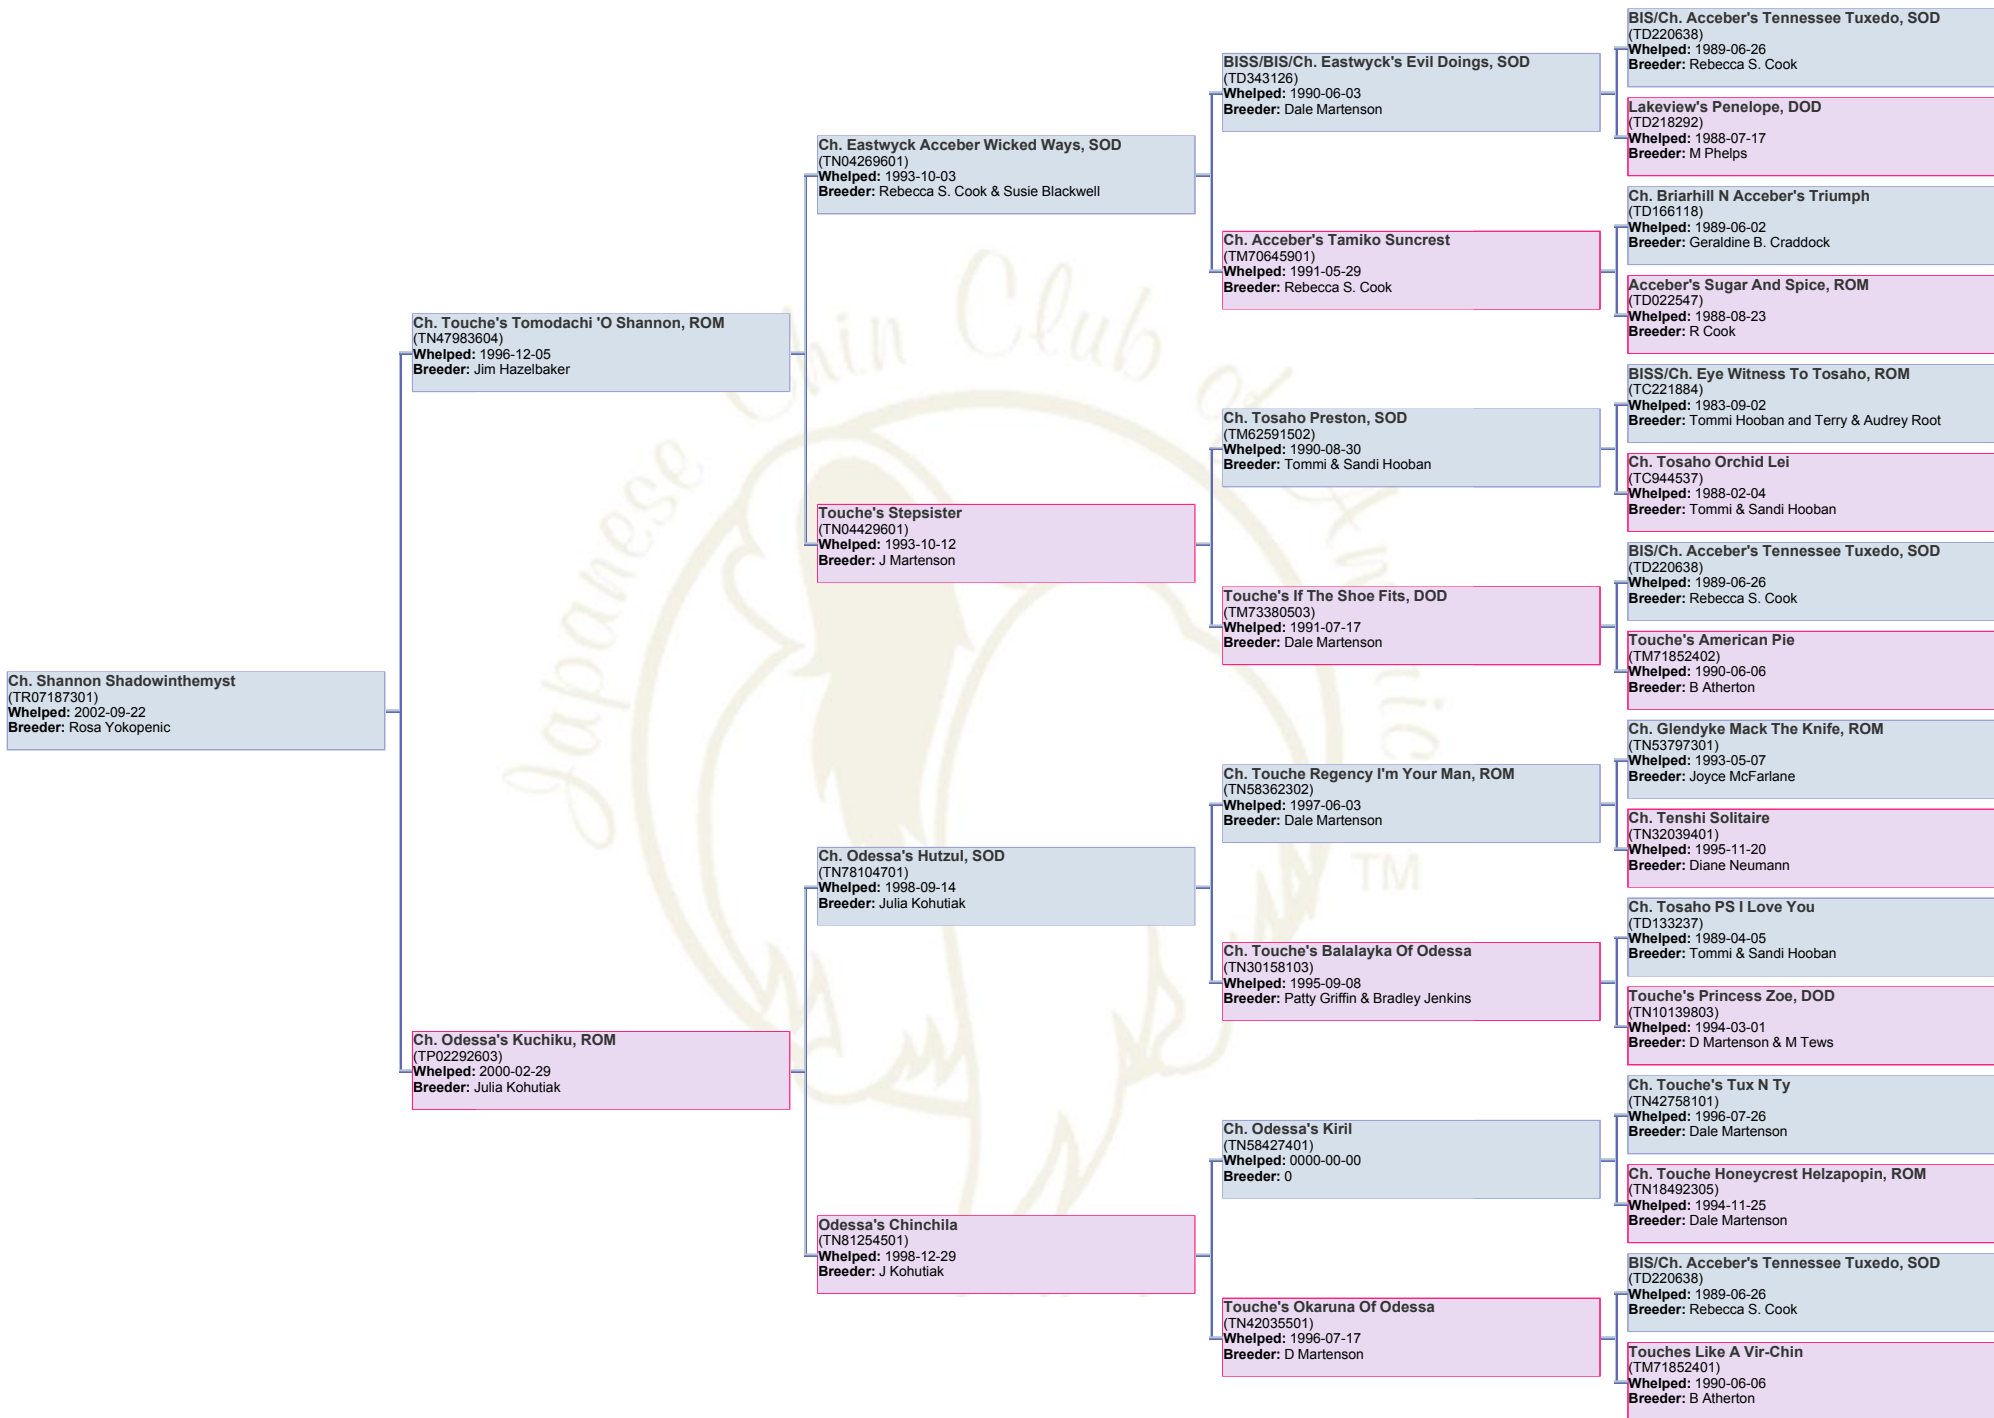 Ch. Shannon Shadowinthemyst
(TR07187301)
Whelped: 2002-09-22
Breeder: Rosa Yokopenic
Ch. Touche's Tomodachi 'O Shannon, ROM
(TN47983604)
Whelped: 1996-12-05
Breeder: Jim Hazelbaker
Ch. Odessa's Kuchiku, ROM
(TP02292603)
Whelped: 2000-02-29
Breeder: Julia Kohutiak
Ch. Eastwyck Acceber Wicked Ways, SOD
(TN04269601)
Whelped: 1993-10-03
Breeder: Rebecca S. Cook & Susie Blackwell
Touche's Stepsister
(TN04429601)
Whelped: 1993-10-12
Breeder: J Martenson
Ch. Odessa's Hutzul, SOD
(TN78104701)
Whelped: 1998-09-14
Breeder: Julia Kohutiak
Odessa's Chinchila
(TN81254501)
Whelped: 1998-12-29
Breeder: J Kohutiak
BISS/BIS/Ch. Eastwyck's Evil Doings, SOD
(TD343126)
Whelped: 1990-06-03
Breeder: Dale Martenson
Ch. Acceber's Tamiko Suncrest
(TM70645901)
Whelped: 1991-05-29
Breeder: Rebecca S. Cook
Ch. Tosaho Preston, SOD
(TM62591502)
Whelped: 1990-08-30
Breeder: Tommi & Sandi Hooban
Touche's If The Shoe Fits, DOD
(TM73380503)
Whelped: 1991-07-17
Breeder: Dale Martenson
Ch. Touche Regency I'm Your Man, ROM
(TN58362302)
Whelped: 1997-06-03
Breeder: Dale Martenson
Ch. Touche's Balalayka Of Odessa
(TN30158103)
Whelped: 1995-09-08
Breeder: Patty Griffin & Bradley Jenkins
Ch. Odessa's Kiril
(TN58427401)
Whelped: 0000-00-00
Breeder: 0
Touche's Okaruna Of Odessa
(TN42035501)
Whelped: 1996-07-17
Breeder: D Martenson
BIS/Ch. Acceber's Tennessee Tuxedo, SOD
(TD220638)
Whelped: 1989-06-26
Breeder: Rebecca S. Cook
Lakeview's Penelope, DOD
(TD218292)
Whelped: 1988-07-17
Breeder: M Phelps
Ch. Briarhill N Acceber's Triumph
(TD166118)
Whelped: 1989-06-02
Breeder: Geraldine B. Craddock
Acceber's Sugar And Spice, ROM
(TD022547)
Whelped: 1988-08-23
Breeder: R Cook
BISS/Ch. Eye Witness To Tosaho, ROM
(TC221884)
Whelped: 1983-09-02
Breeder: Tommi Hooban and Terry & Audrey Root
Ch. Tosaho Orchid Lei
(TC944537)
Whelped: 1988-02-04
Breeder: Tommi & Sandi Hooban
BIS/Ch. Acceber's Tennessee Tuxedo, SOD
(TD220638)
Whelped: 1989-06-26
Breeder: Rebecca S. Cook
Touche's American Pie
(TM71852402)
Whelped: 1990-06-06
Breeder: B Atherton
Ch. Glendyke Mack The Knife, ROM
(TN53797301)
Whelped: 1993-05-07
Breeder: Joyce McFarlane
Ch. Tenshi Solitaire
(TN32039401)
Whelped: 1995-11-20
Breeder: Diane Neumann
Ch. Tosaho PS I Love You
(TD133237)
Whelped: 1989-04-05
Breeder: Tommi & Sandi Hooban
Touche's Princess Zoe, DOD
(TN10139803)
Whelped: 1994-03-01
Breeder: D Martenson & M Tews
Ch. Touche's Tux N Ty
(TN42758101)
Whelped: 1996-07-26
Breeder: Dale Martenson
Ch. Touche Honeycrest Helzapopin, ROM
(TN18492305)
Whelped: 1994-11-25
Breeder: Dale Martenson
BIS/Ch. Acceber's Tennessee Tuxedo, SOD
(TD220638)
Whelped: 1989-06-26
Breeder: Rebecca S. Cook
Touches Like A Vir-Chin
(TM71852401)
Whelped: 1990-06-06
Breeder: B Atherton
Japanese Chin Club of
TM